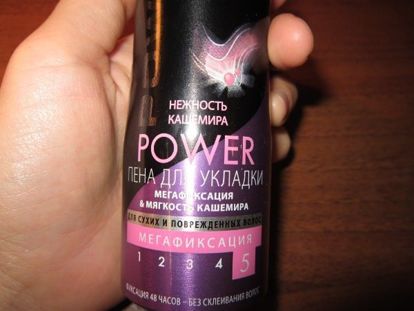 НЕЖНОСТЬ
КАШЕМИРА
POWER
ПЕНА ДЛЯ УКЛАДКИ
МЕГАФИКСАЦИЯ
& МЯГКОСТЬ КАШЕМИРА
ДЛЯ СУХИХ И ПОВРЕЖДЕННЫХ ВОЛОС
МЕГАФИКСАЦИЯ
1 2 3 4 5
ФИКСАЦИЯ 48 ЧАСОВ – БЕЗ СКЛЕИВАНИЯ ВОЛОС